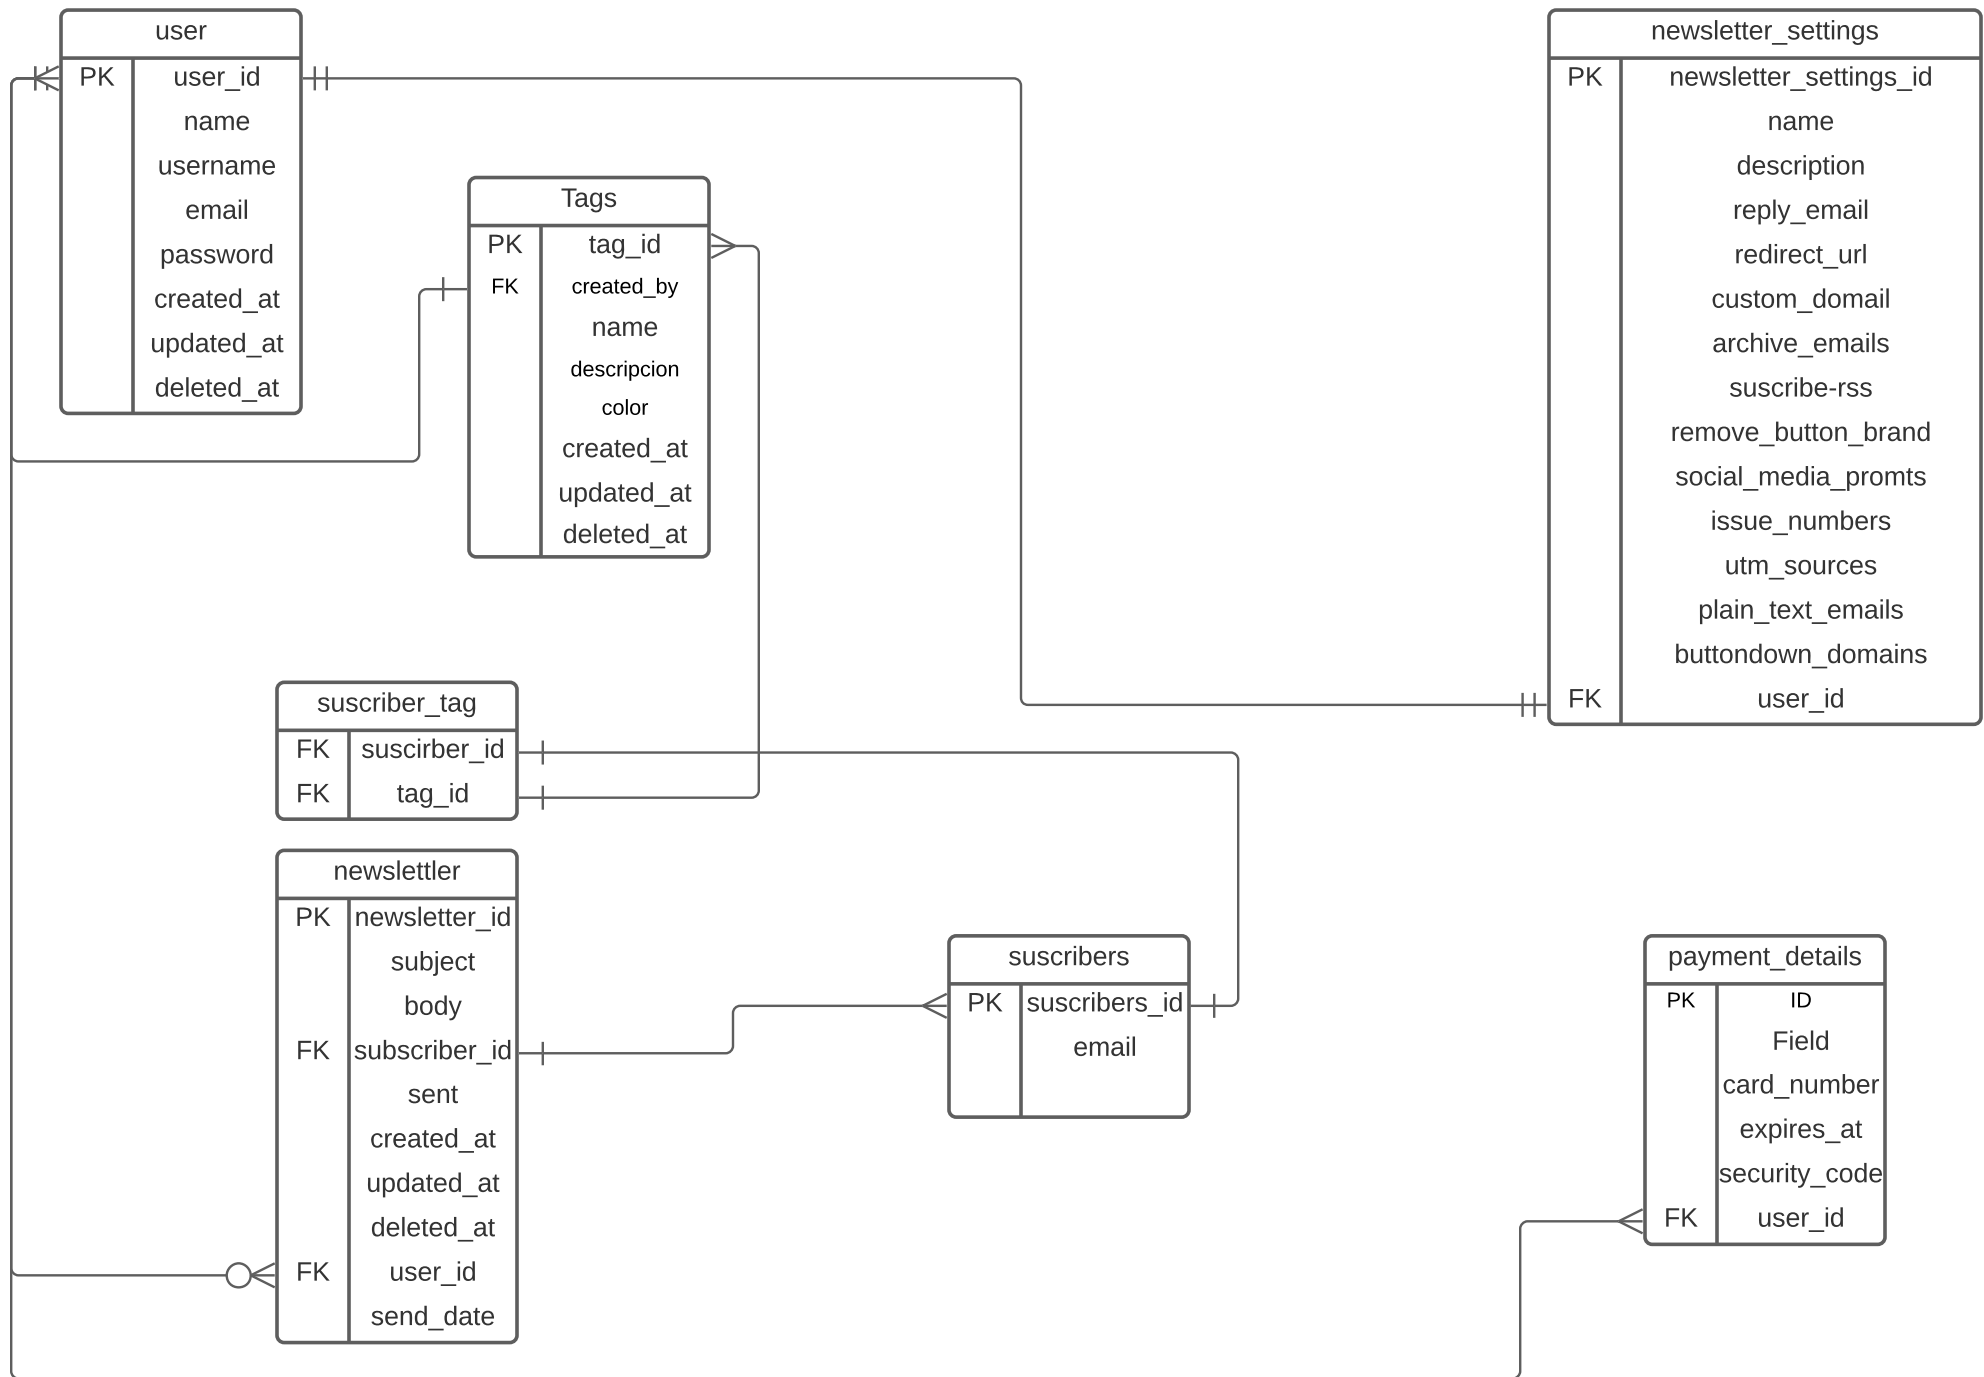 user
PK user_id
name
username
email
password
created_at
updated_at
deleted_at
newsletter_settings
PK newsletter_settings_id
name
description
reply_email
redirect_url
custom_domail
archive_emails
suscribe-rss
remove_button_brand
social_media_promts
issue_numbers
utm_sources
plain_text_emails
buttondown_domains
FK user_id
Tags
PK tag_id
FK created_by
name
descripcion
color
created_at
updated_at
deleted_at
suscriber_tag
FK suscirber_id
FK tag_id
newslettler
PK newsletter_id
subject
body
FK subscriber_id
sent
created_at
updated_at
deleted_at
FK user_id
send_date
suscribers
PK suscribers_id
email
payment_details
PK ID
Field
card_number
expires_at
security_code
FK user_id